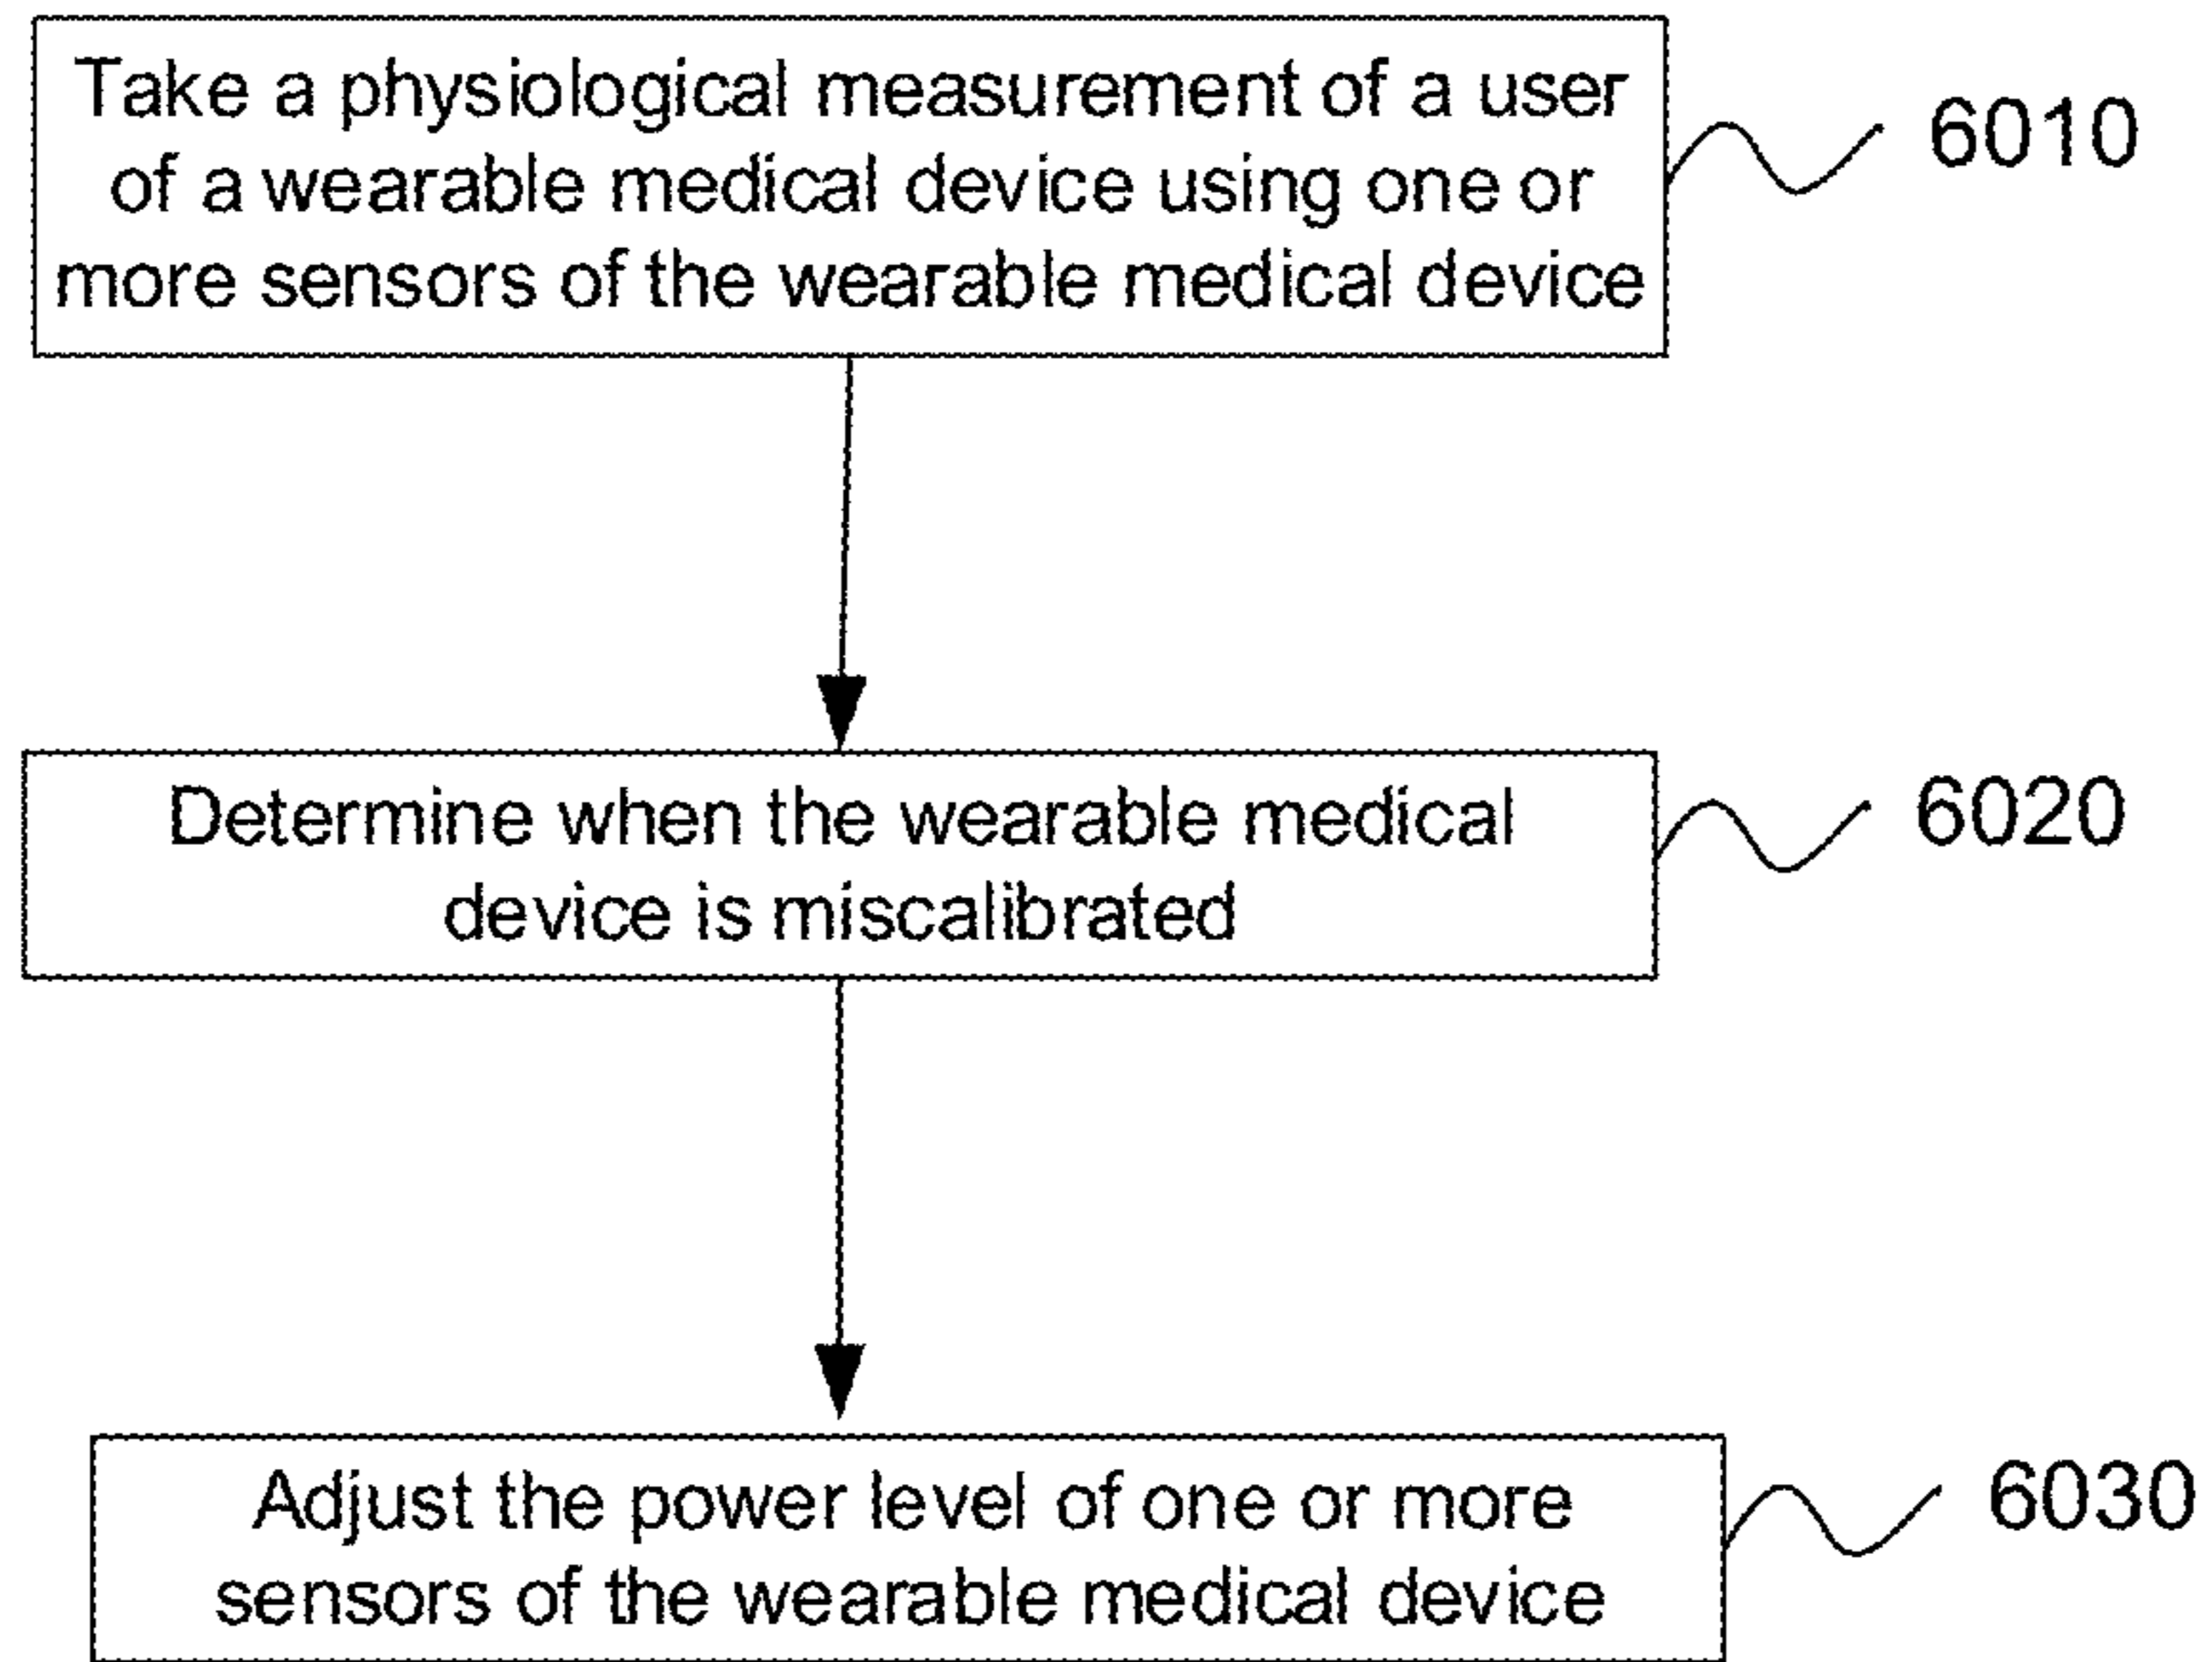 Take a physiological measurement of a user
of a wearable medical device using one or
more sensors of the wearable medical device
6010
Determine when the wearable medical
device is miscalibrated
6020
Adjust the power level of one or more
sensors of the wearable medical device
6030